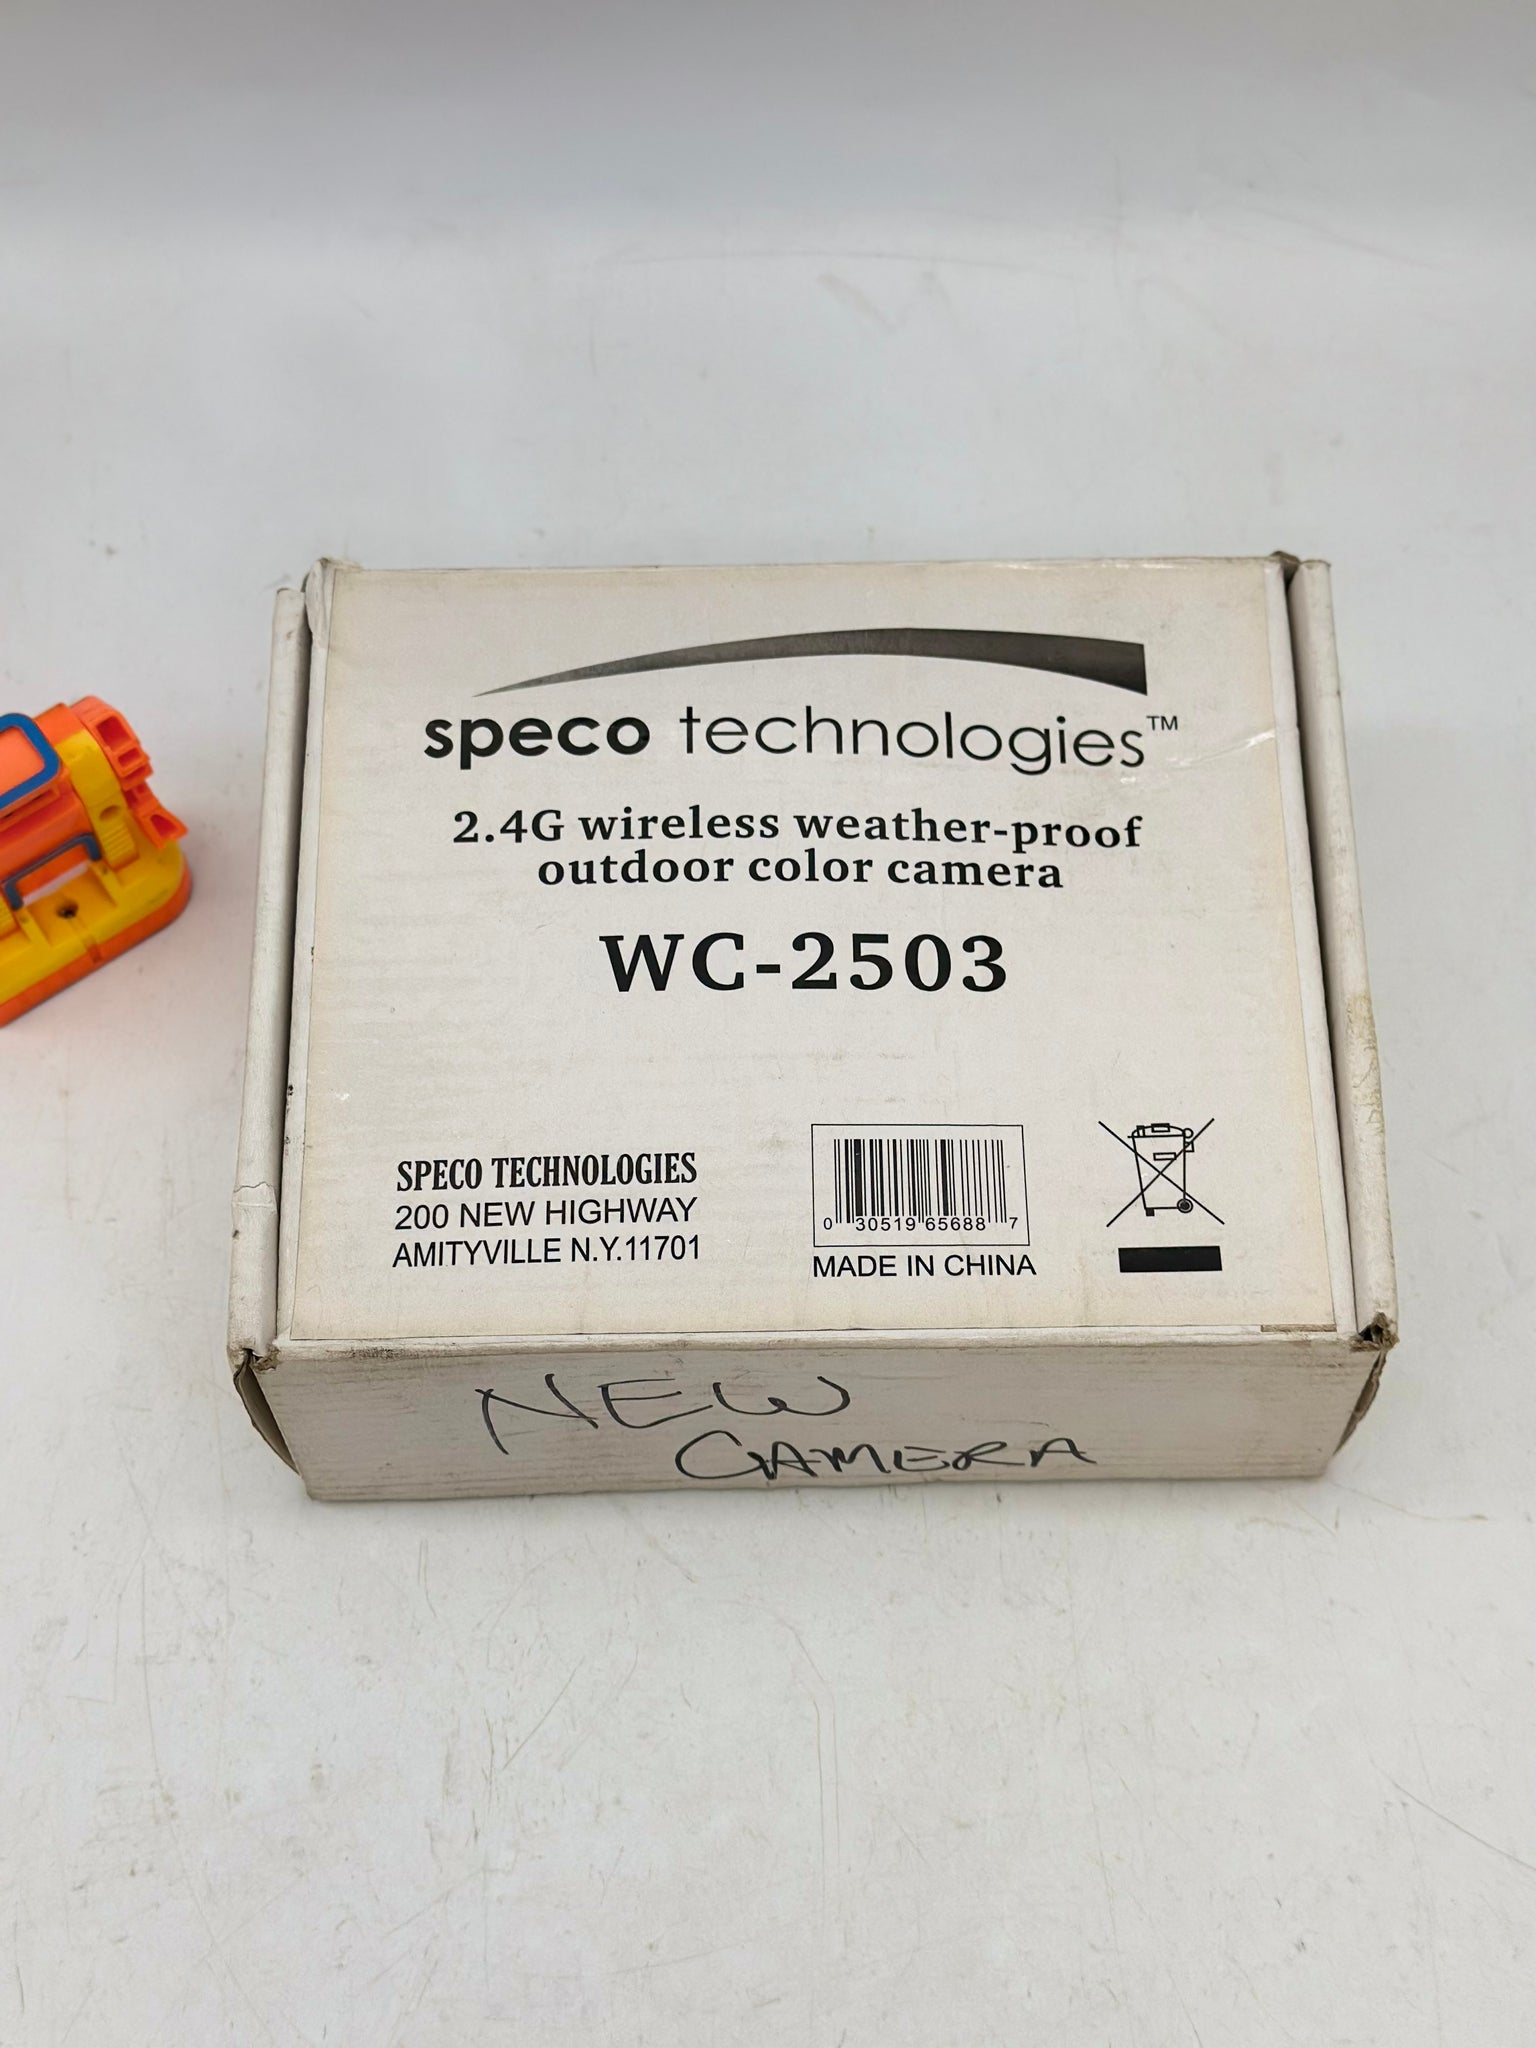 speco technologies™
2.4G wireless weather-proof
outdoor color camera
WC-2503
SPECO TECHNOLOGIES
200 NEW HIGHWAY
AMITYVILLE N.Y.11701
0 30519 65688 7
MADE IN CHINA
NEW
CAMERA